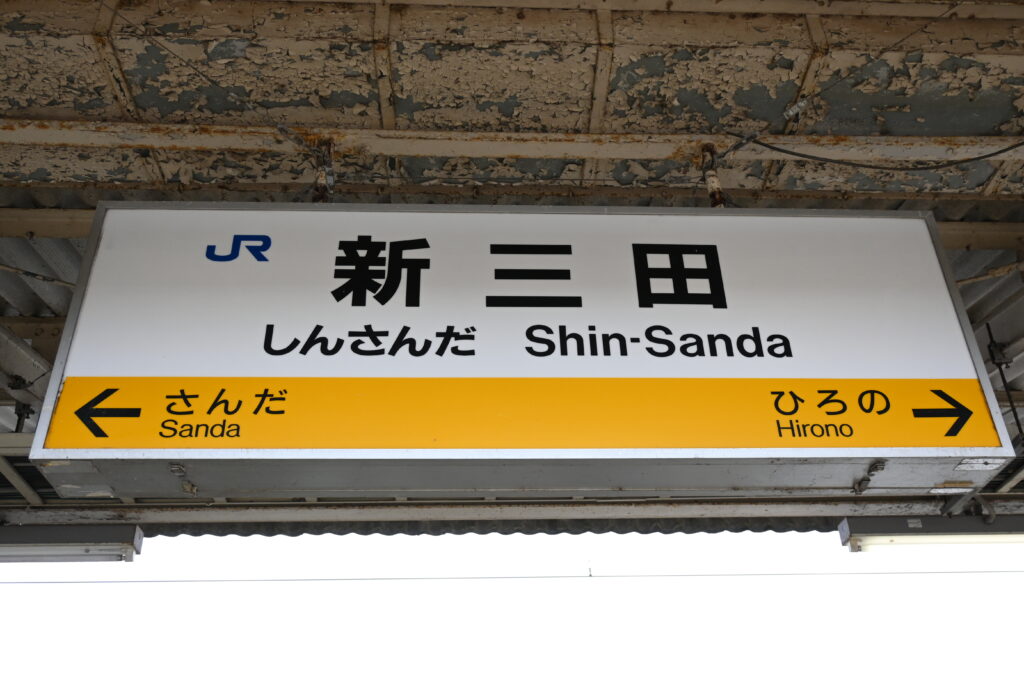 JR 新三田
しんさんだ Shin-Sanda
← さんだ ひろの →
Sanda Hirono